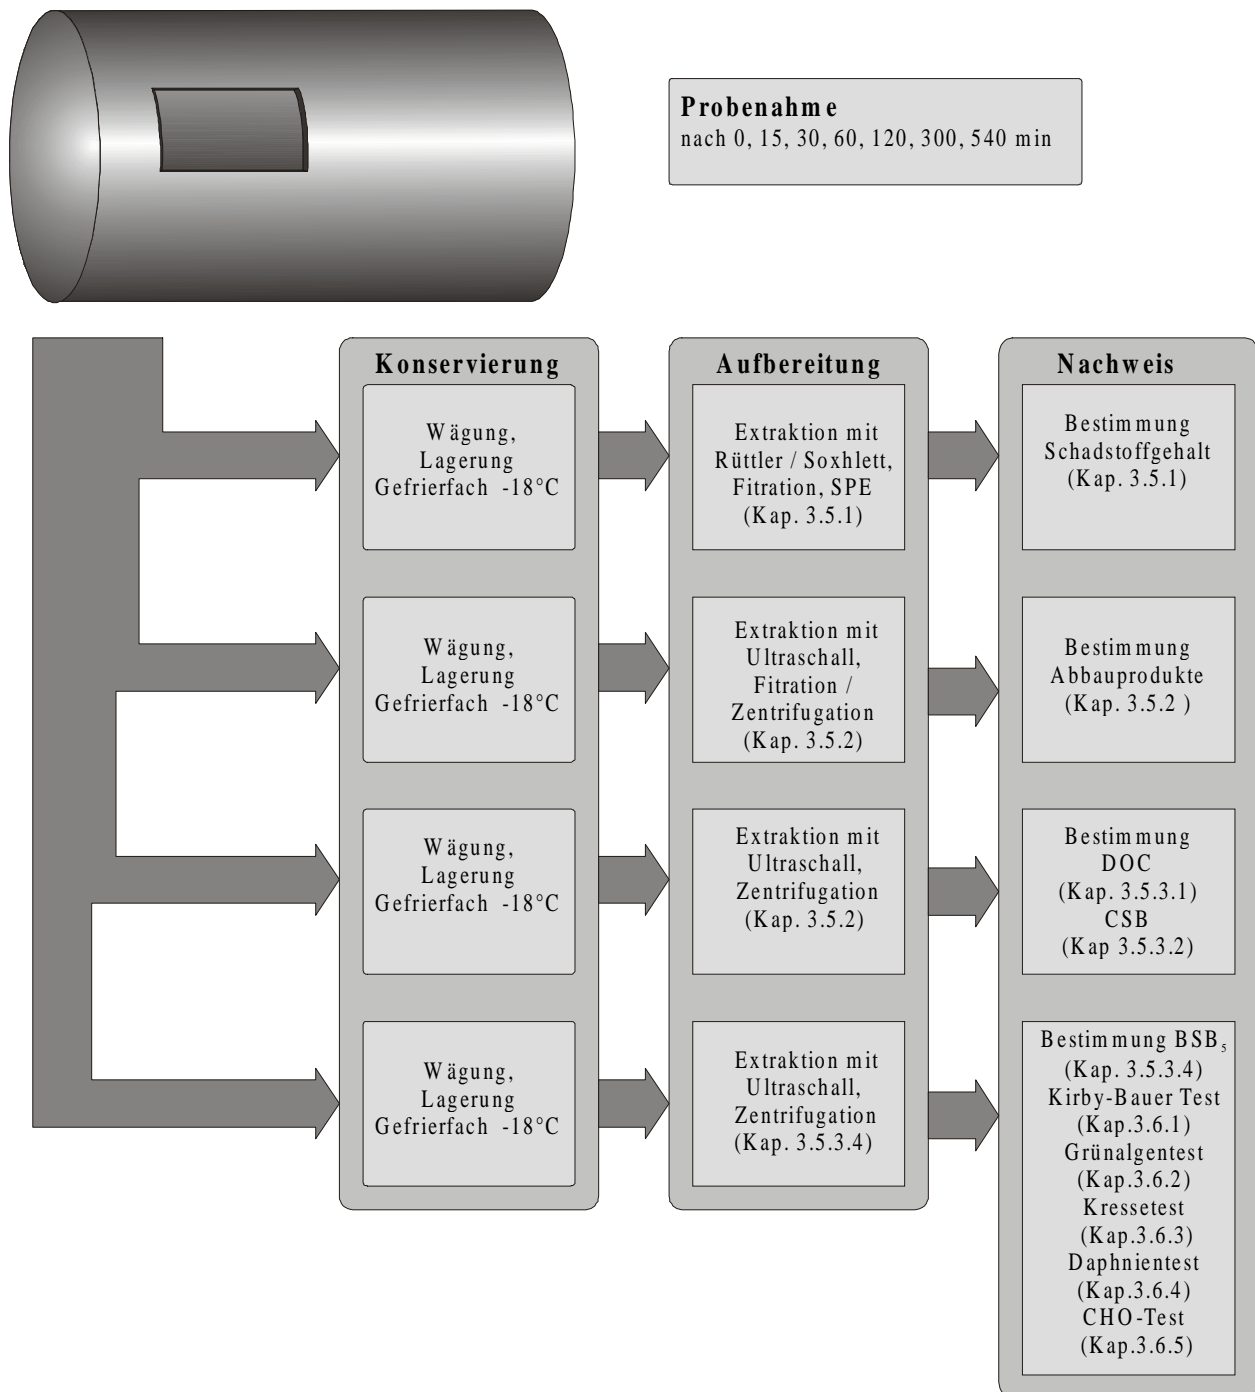 Probenahme
nach 0, 15, 30, 60, 120, 300, 540 min
Konservierung
Wägung,
Lagerung
Gefrierfach -18°C
Wägung,
Lagerung
Gefrierfach -18°C
Wägung,
Lagerung
Gefrierfach -18°C
Wägung,
Lagerung
Gefrierfach -18°C
Aufbereitung
Extraktion mit
Rüttler / Soxhlett,
Fitration, SPE
(Kap. 3.5.1)
Extraktion mit
Ultraschall,
Fitration /
Zentrifugation
(Kap. 3.5.2)
Extraktion mit
Ultraschall,
Zentrifugation
(Kap. 3.5.2)
Extraktion mit
Ultraschall,
Zentrifugation
(Kap. 3.5.3.4)
Nachweis
Bestimmung
Schadstoffgehalt
(Kap. 3.5.1)
Bestimmung
Abbauprodukte
(Kap. 3.5.2 )
Bestimmung
DOC
(Kap. 3.5.3.1)
CSB
(Kap 3.5.3.2)
Bestimmung BSB₅
(Kap. 3.5.3.4)
Kirby-Bauer Test
(Kap.3.6.1)
Grünalgentest
(Kap.3.6.2)
Kressetest
(Kap.3.6.3)
Daphnientest
(Kap.3.6.4)
CHO-Test
(Kap.3.6.5)